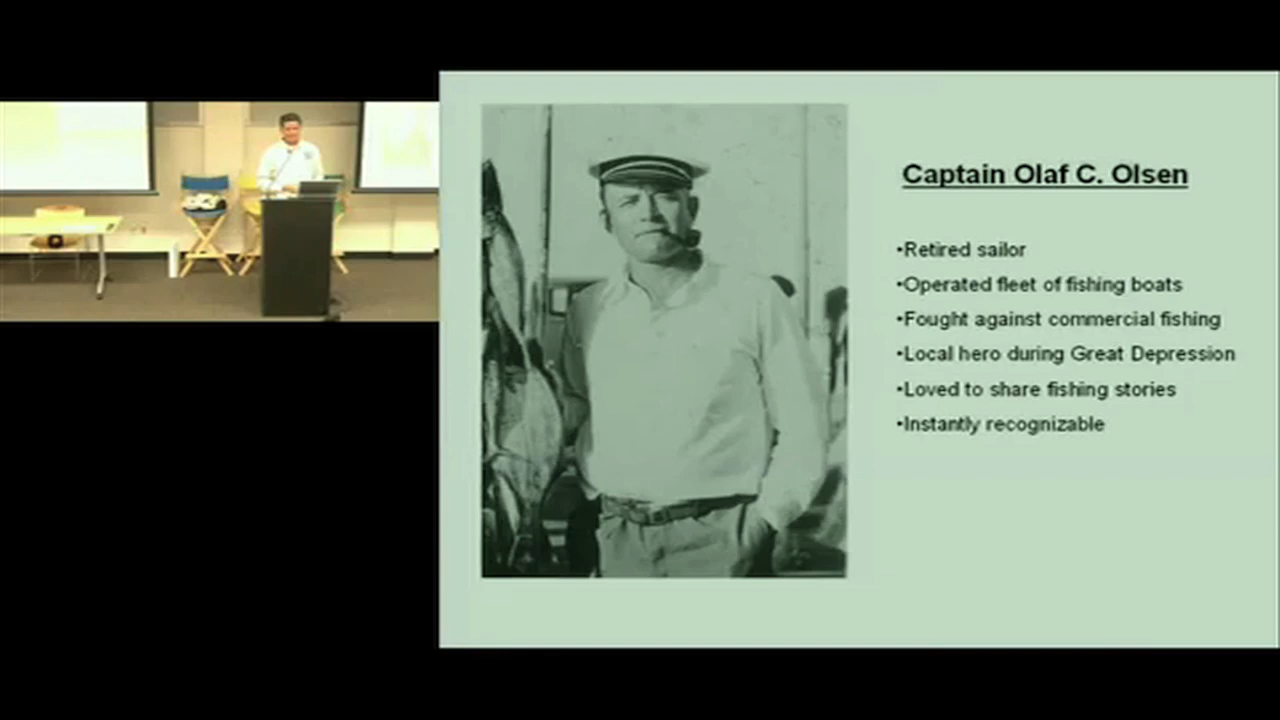 Captain Olaf C. Olsen
•Retired sailor
•Operated fleet of fishing boats
•Fought against commercial fishing
•Local hero during Great Depression
•Loved to share fishing stories
•Instantly recognizable